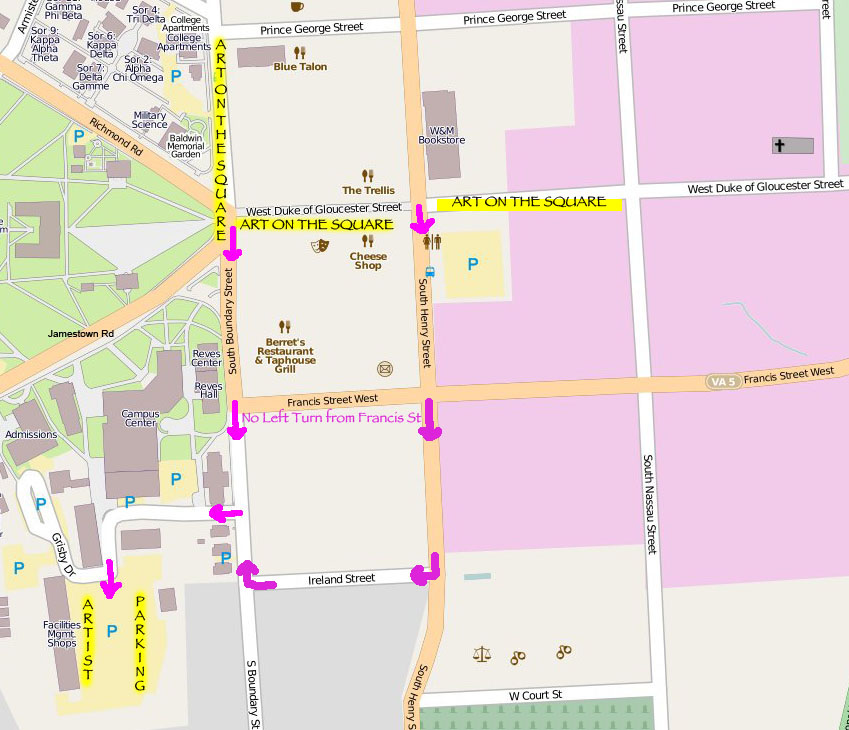 Gamma Phi
Beta
Sor 9:
Kappa
Alpha
Theta
Sor 6:
Kappa
Delta
Sor 4:
Tri Delta
Sor 7:
Delta
Gamma
Sor 2:
Alpha
Chi Omega
College
Apartments
College
Apartments
P
Prince George Street
Prince George Street
Prince George Street
Blue Talon
ART ON THE SQUARE
Military
Science
Baldwin
Memorial
Garden
Richmond Rd
P
W&M
Bookstore
The Trellis
West Duke of Gloucester Street
ART ON THE SQUARE
ART ON THE SQUARE
West Duke of Gloucester Street
Cheese
Shop
P
South Boundary Street
South Henry Street
Jamestown Rd
Berret's
Restaurant
& Taphouse
Grill
Reves
Center
Reves
Hall
Francis Street West
VA 5
Francis Street West
No Left Turn from Francis St
Campus
Center
Admissions
P
P
P
P
P
Grisby Dr
South Nassau Street
Ireland Street
Facilities
Mgmt.
Shops
ARTIST
P
PARKING
S Boundary St
South Henry S
W Court St